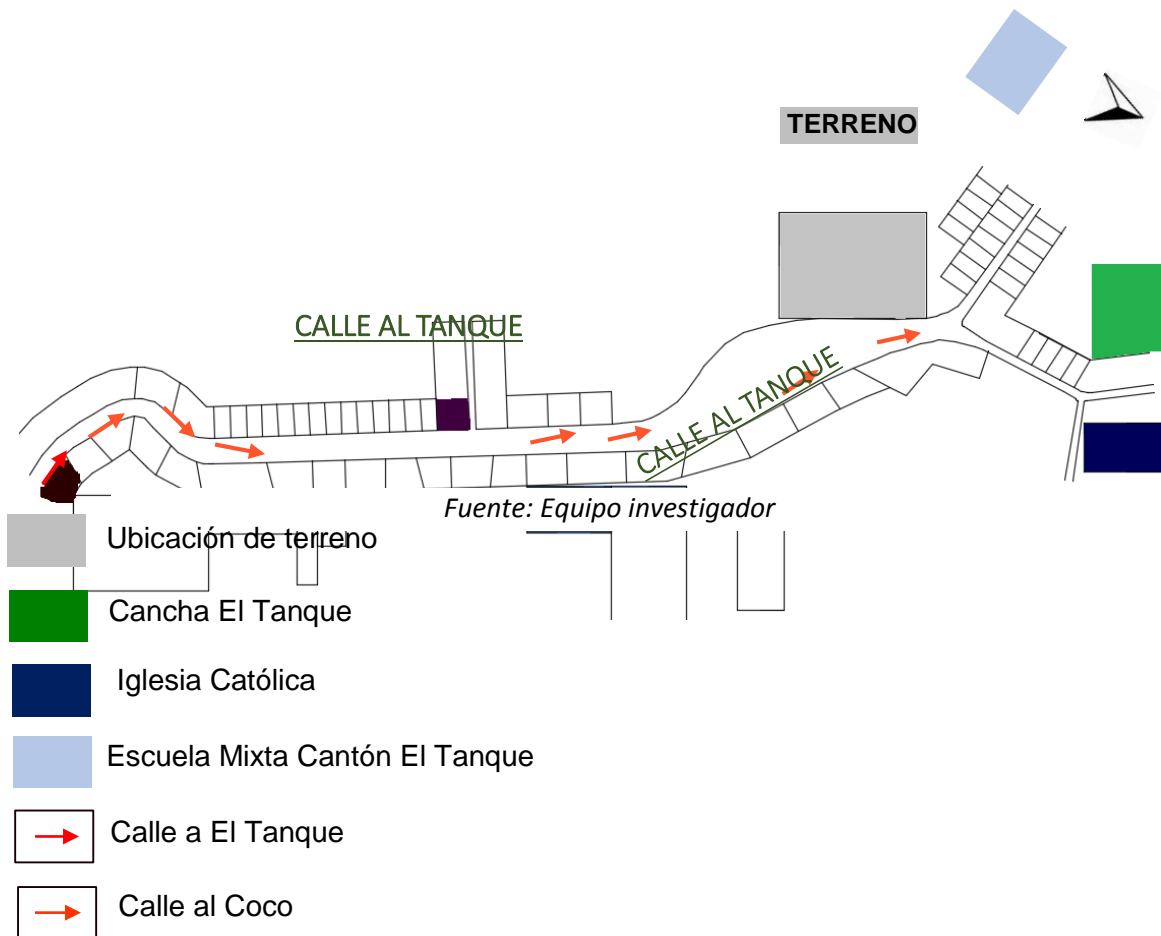 TERRENO
CALLE AL TANQUE
CALLE AL TANQUE
Fuente: Equipo investigador
Ubicación de terreno
Cancha El Tanque
Iglesia Católica
Escuela Mixta Cantón El Tanque
Calle a El Tanque
Calle al Coco